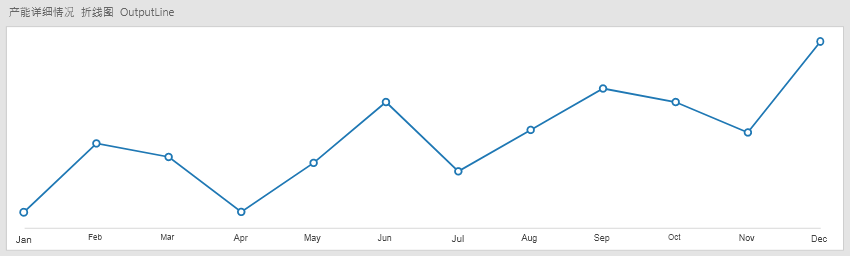 产能详细情况 折线图 OutputLine
Jan Feb Mar Apr May Jun Jul Aug Sep Oct Nov Dec